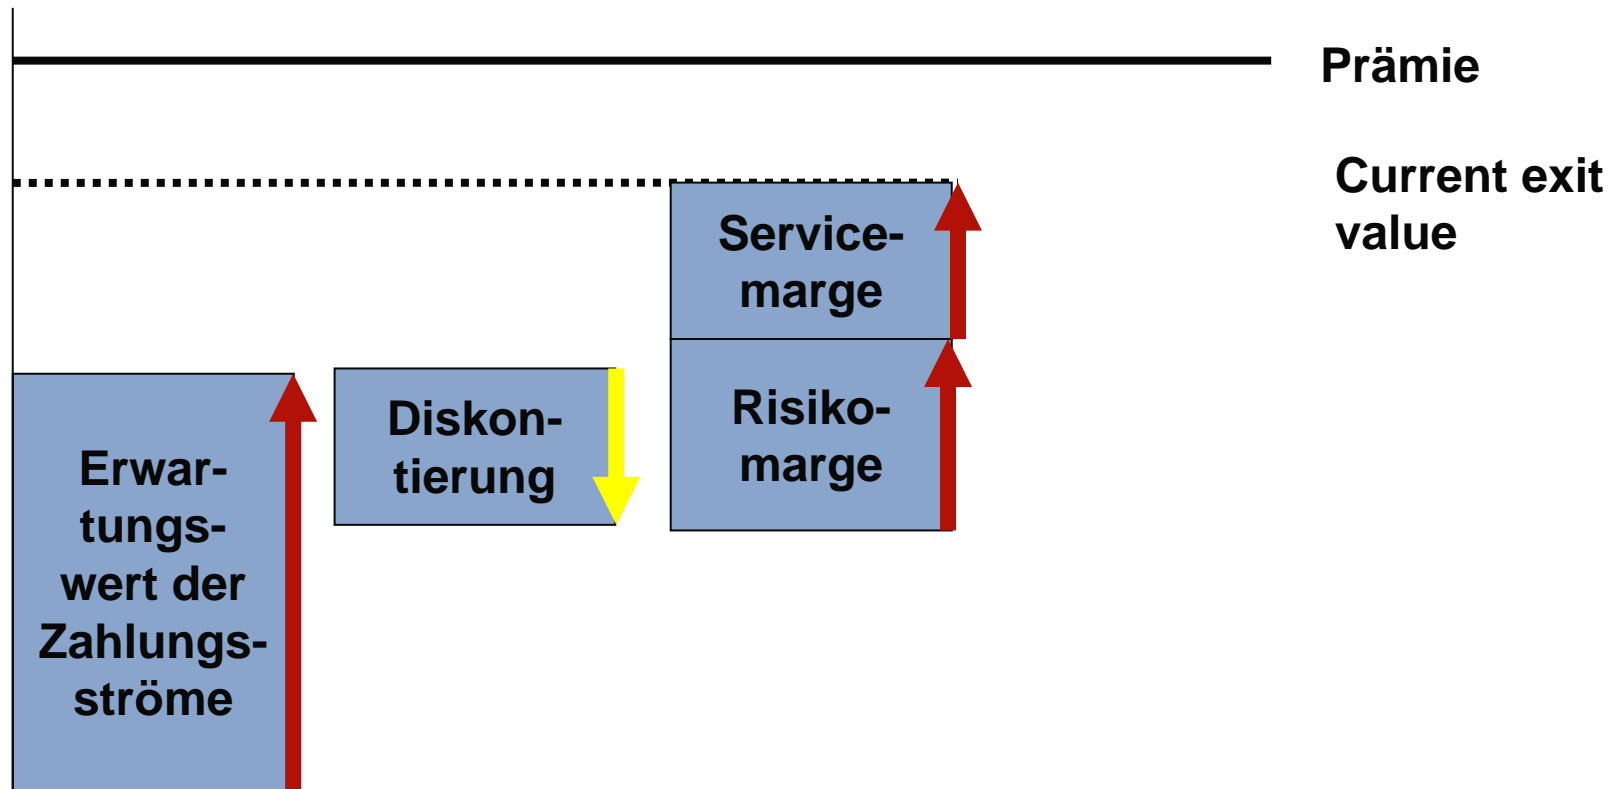 Prämie
Current exit
value
Service-
marge
Risiko-
marge
Diskon-
tierung
Erwar-
tungs-
wert der
Zahlungs-
ströme